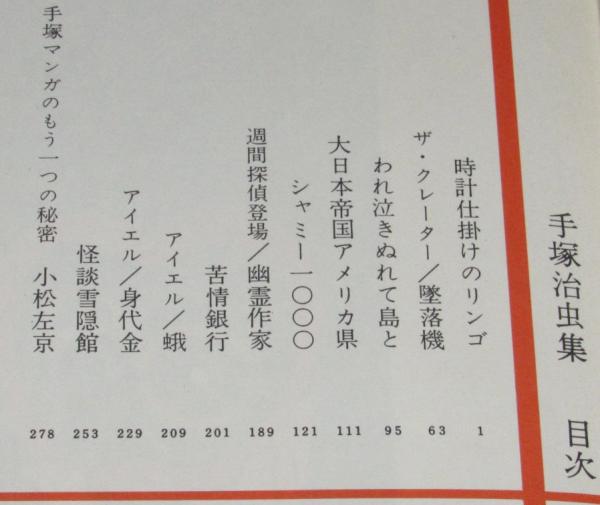 手塚治虫集 目次
時計仕掛けのリンゴ 1
ザ・クレーター/墜落機 63
われ泣きぬれて島と 95
大日本帝国アメリカ県 111
シャミー一〇〇〇 121
週間探偵登場/幽霊作家 189
苦情銀行 201
アイエル/蛾 209
アイエル/身代金 229
怪談雪隠館 253
手塚マンガのもう一つの秘密 小松左京 278